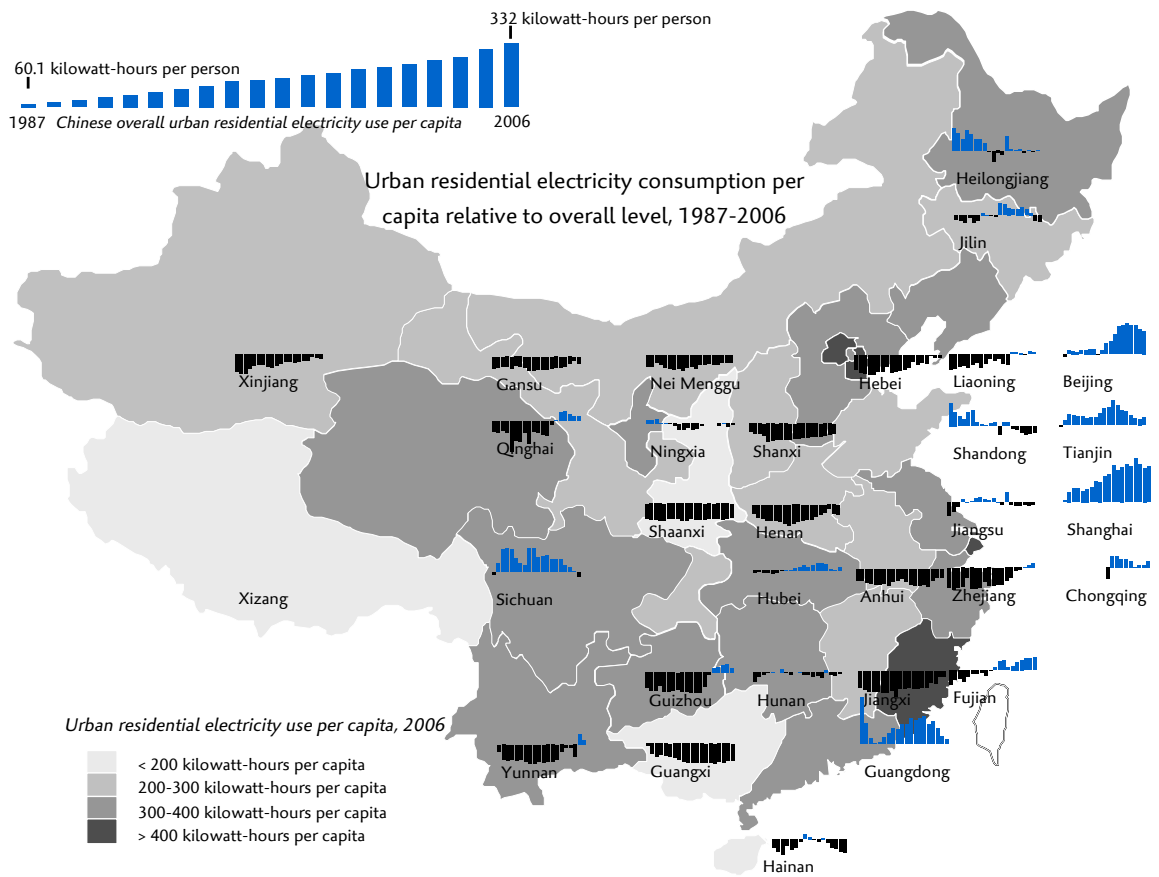 332 kilowatt-hours per person
60.1 kilowatt-hours per person
1987 Chinese overall urban residential electricity use per capita 2006
Urban residential electricity consumption per
capita relative to overall level, 1987-2006
Heilongjiang
Jilin
Xinjiang
Gansu
Nei Menggu
Hebei
Liaoning
Beijing
Qinghai
Ningxia
Shanxi
Shandong
Tianjin
Shaanxi
Henan
Jiangsu
Shanghai
Xizang
Sichuan
Hubei
Anhui
Zhejiang
Chongqing
Guizhou
Hunan
Jiangxi
Fujian
Urban residential electricity use per capita, 2006
< 200 kilowatt-hours per capita
200-300 kilowatt-hours per capita
300-400 kilowatt-hours per capita
> 400 kilowatt-hours per capita
Yunnan
Guangxi
Guangdong
Hainan